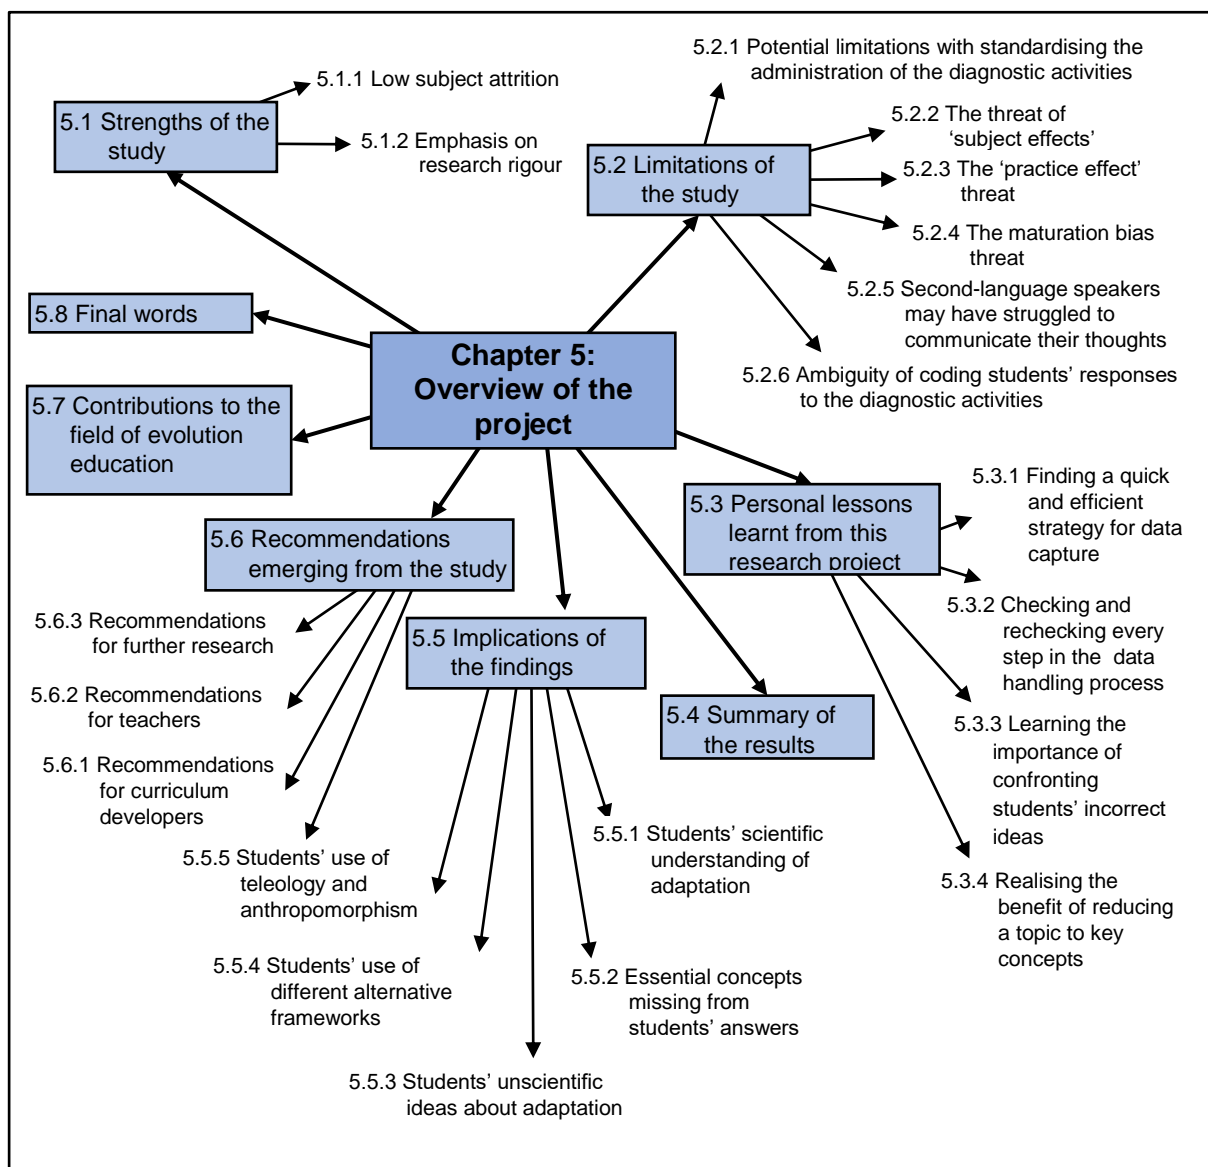 5.1 Strengths of the
study
5.1.1 Low subject attrition
5.1.2 Emphasis on
research rigour
5.2 Limitations of
the study
5.2.1 Potential limitations with standardising the
administration of the diagnostic activities
5.2.2 The threat of
‘subject effects’
5.2.3 The ‘practice effect’
threat
5.2.4 The maturation bias
threat
5.2.5 Second-language speakers
may have struggled to
communicate their thoughts
5.2.6 Ambiguity of coding students’ responses
to the diagnostic activities
5.8 Final words
Chapter 5:
Overview of the
project
5.7 Contributions to the
field of evolution
education
5.3 Personal lessons
learnt from this
research project
5.3.1 Finding a quick
and efficient
strategy for data
capture
5.3.2 Checking and
rechecking every
step in the data
handling process
5.3.3 Learning the
importance of
confronting
students’ incorrect
ideas
5.3.4 Realising the
benefit of reducing
a topic to key
concepts
5.6 Recommendations
emerging from the study
5.6.3 Recommendations
for further research
5.6.2 Recommendations
for teachers
5.6.1 Recommendations
for curriculum
developers
5.5 Implications of
the findings
5.4 Summary of
the results
5.5.1 Students’ scientific
understanding of
adaptation
5.5.5 Students’ use of
teleology and
anthropomorphism
5.5.4 Students’ use of
different alternative
frameworks
5.5.2 Essential concepts
missing from
students’ answers
5.5.3 Students’ unscientific
ideas about adaptation